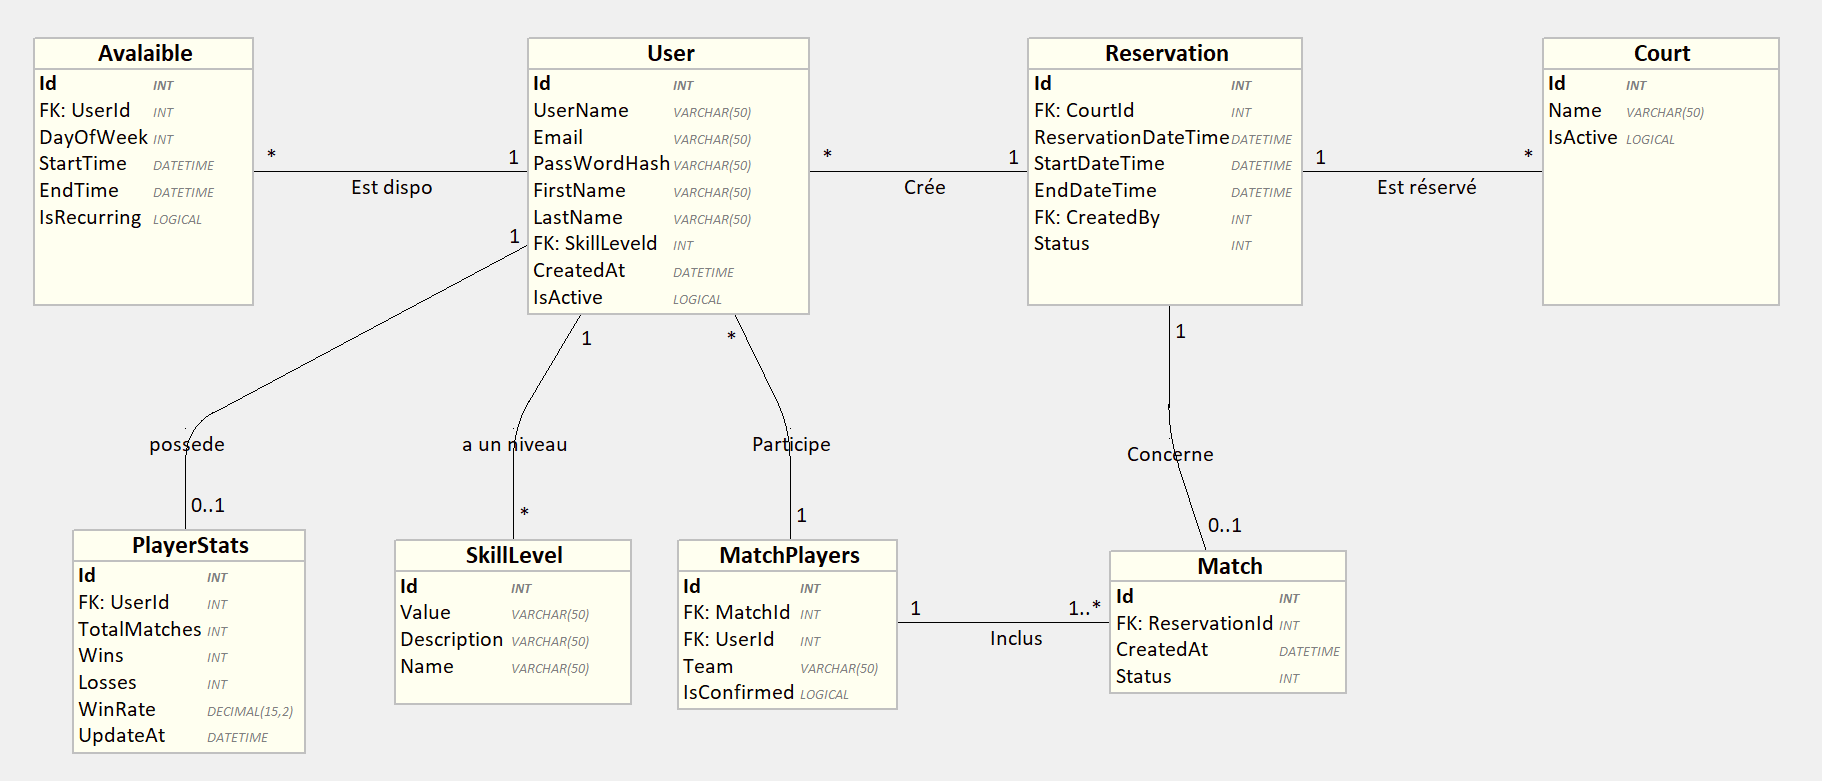 Avalaible
Id INT
FK: UserId INT
DayOfWeek INT
StartTime DATETIME
EndTime DATETIME
IsRecurring LOGICAL
* 1
Est dispo
User
Id INT
UserName VARCHAR(50)
Email VARCHAR(50)
PassWordHash VARCHAR(50)
FirstName VARCHAR(50)
LastName VARCHAR(50)
FK: SkillLeveld INT
CreatedAt DATETIME
IsActive LOGICAL
* 1
Crée
Reservation
Id INT
FK: CourtId INT
ReservationDateTime DATETIME
StartDateTime DATETIME
EndDateTime DATETIME
FK: CreatedBy INT
Status INT
1 *
Est réservé
Court
Id INT
Name VARCHAR(50)
IsActive LOGICAL
1
possede
0..1
1
a un niveau
*
*
Participe
1
1
Concerne
0..1
PlayerStats
Id INT
FK: UserId INT
TotalMatches INT
Wins INT
Losses INT
WinRate DECIMAL(15,2)
UpdateAt DATETIME
SkillLevel
Id INT
Value VARCHAR(50)
Description VARCHAR(50)
Name VARCHAR(50)
MatchPlayers
Id INT
FK: MatchId INT
FK: UserId INT
Team VARCHAR(50)
IsConfirmed LOGICAL
1 1..*
Inclus
Match
Id INT
FK: ReservationId INT
CreatedAt DATETIME
Status INT